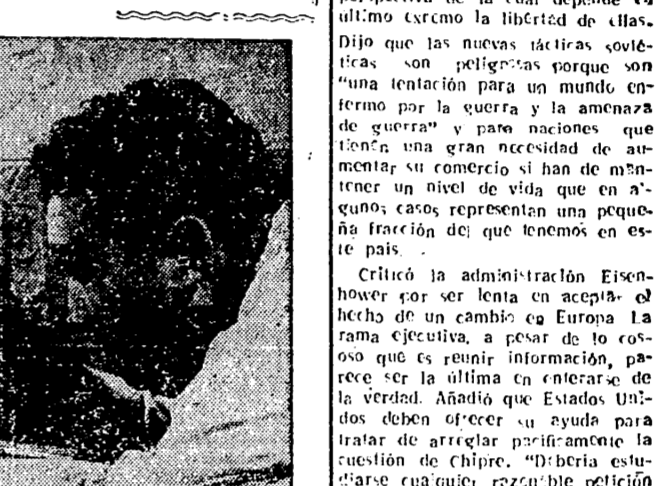 perspectiva de la cual depende en
último extremo la libértád de ellas.
Dijo que las nuevas tácticas sovié-
ticas son peligrosas porque son
"una tentación para un mundo en-
fermo por la guerra y la amenaza
de guerra" y para naciones que
tienen una gran necesidad de au-
mentar su comercio si han de man-
tener un nivel de vida que en al-
gunos casos representan una peque-
ña fracción del que tenemos en es-
te pais.
Criticó la administración Eisen-
hower por ser lenta en aceptar el
hecho de un cambio en Europa La
rama ejecutiva, a pesar de lo cos-
oso que es reunir información, pa-
rece ser la última en enterarse de
la verdad. Añadió que Estados Uni-
dos deben ofrecer su ayuda para
tratar de arreglar pacificamente la
cuestión de Chipre. "Deberia estu-
diarse cualquier razonable petición